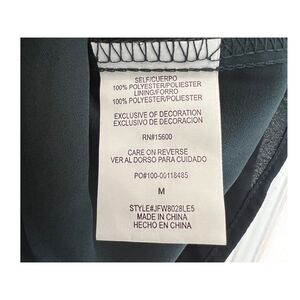 SELF/CUERPO
100% POLYESTER/POLIESTER
LINING/FORRO
100% POLYESTER/POLIESTER
EXCLUSIVE OF DECORATION
EXCLUSIVO DE DECORACION
RN#15600
CARE ON REVERSE
VER AL DORSO PARA CUIDADO
PO#100-00118485
M
STYLE#JFW8028LE5
MADE IN CHINA
HECHO EN CHINA